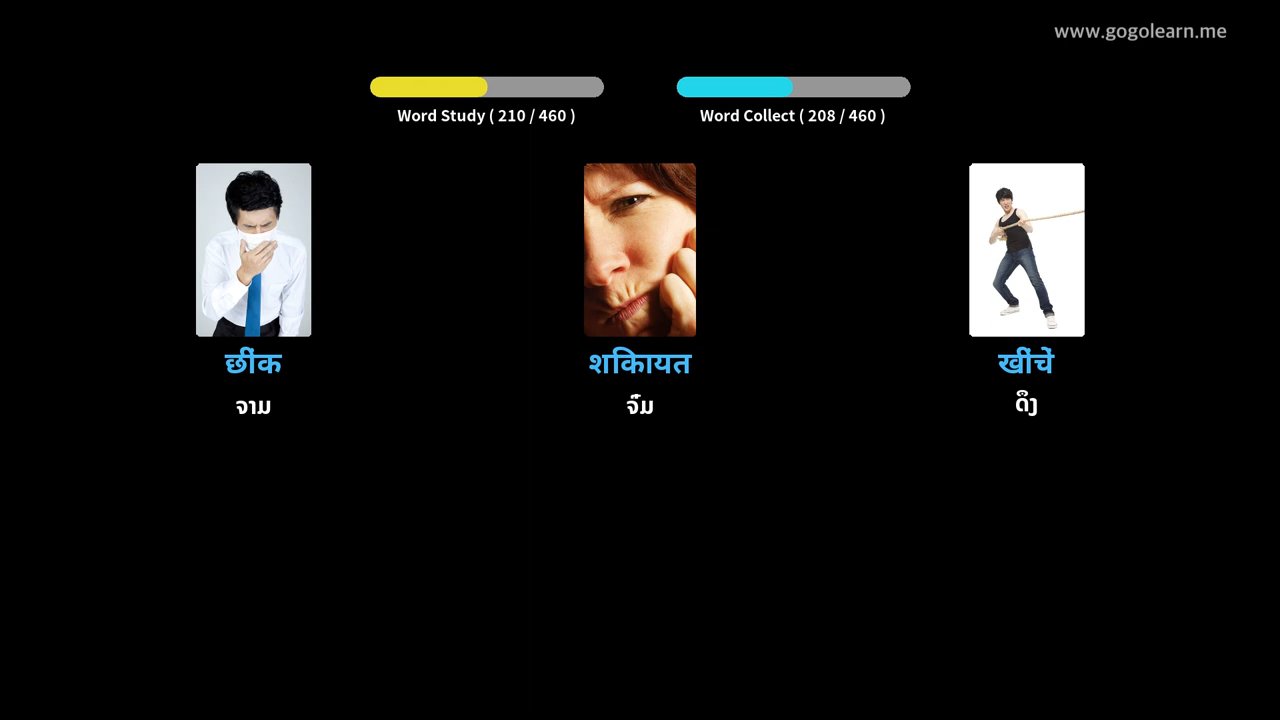 www.gogolearn.me
Word Study ( 210 / 460 )
Word Collect ( 208 / 460 )
छींक
शिकायत
खींचें
ຈາມ
ຈົ່ມ
ດຶງ